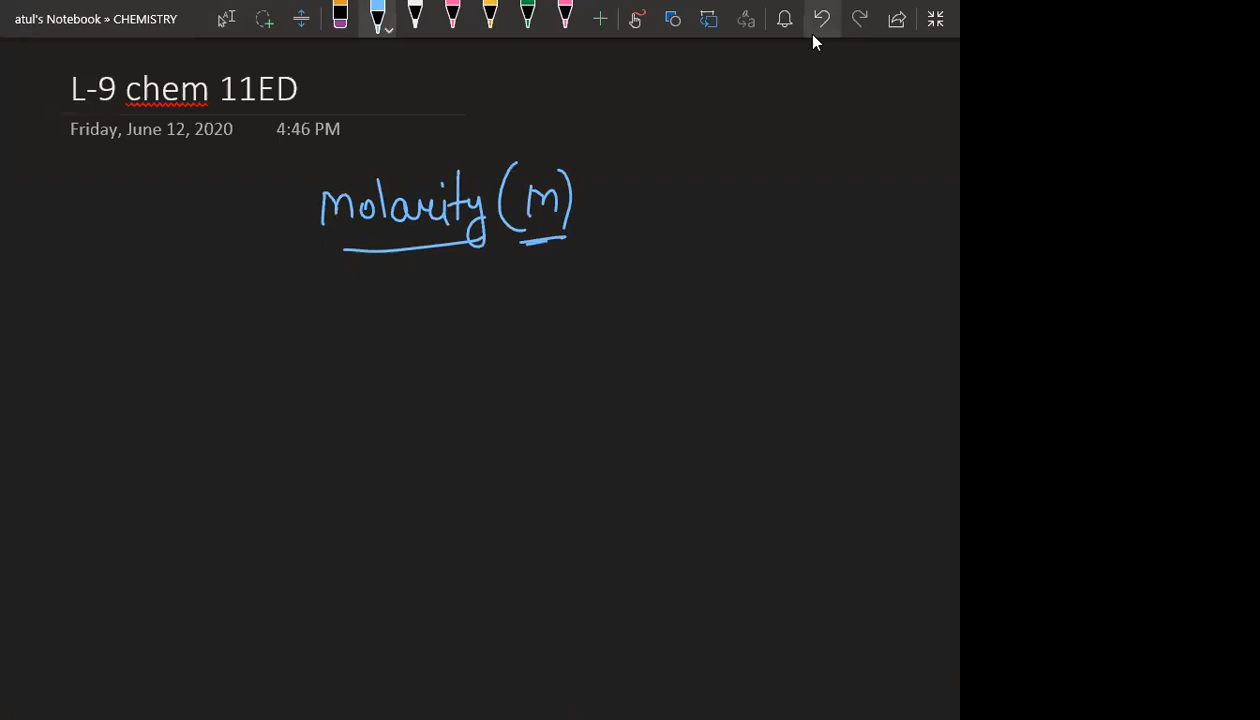 atul's Notebook » CHEMISTRY
L-9 chem 11ED
Friday, June 12, 2020 4:46 PM
Molarity (M)